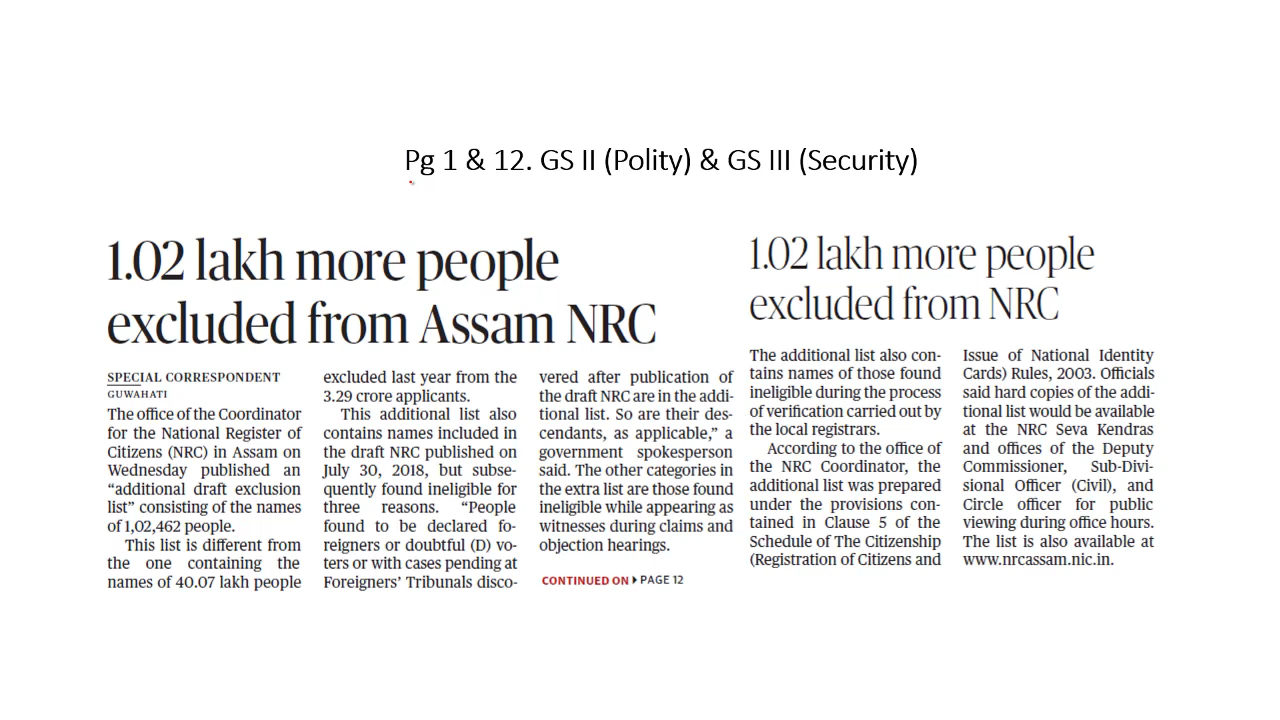 Pg 1 & 12. GS II (Polity) & GS III (Security)
1.02 lakh more people
excluded from Assam NRC
SPECIAL CORRESPONDENT
GUWAHATI
The office of the Coordinator
for the National Register of
Citizens (NRC) in Assam on
Wednesday published an
“additional draft exclusion
list” consisting of the names
of 1,02,462 people.
This list is different from
the one containing the
names of 40.07 lakh people
excluded last year from the
3.29 crore applicants.
This additional list also
contains names included in
the draft NRC published on
July 30, 2018, but subse-
quently found ineligible for
three reasons. “People
found to be declared fo-
reigners or doubtful (D) vo-
ters or with cases pending at
Foreigners’ Tribunals disco-
vered after publication of
the draft NRC are in the addi-
tional list. So are their des-
cendants, as applicable,” a
government spokesperson
said. The other categories in
the extra list are those found
ineligible while appearing as
witnesses during claims and
objection hearings.
CONTINUED ON ▸ PAGE 12
1.02 lakh more people
excluded from NRC
The additional list also con-
tains names of those found
ineligible during the process
of verification carried out by
the local registrars.
According to the office of
the NRC Coordinator, the
additional list was prepared
under the provisions con-
tained in Clause 5 of the
Schedule of The Citizenship
(Registration of Citizens and
Issue of National Identity
Cards) Rules, 2003. Officials
said hard copies of the addi-
tional list would be available
at the NRC Seva Kendras
and offices of the Deputy
Commissioner, Sub-Divi-
sional Officer (Civil), and
Circle officer for public
viewing during office hours.
The list is also available at
www.nrcassam.nic.in.